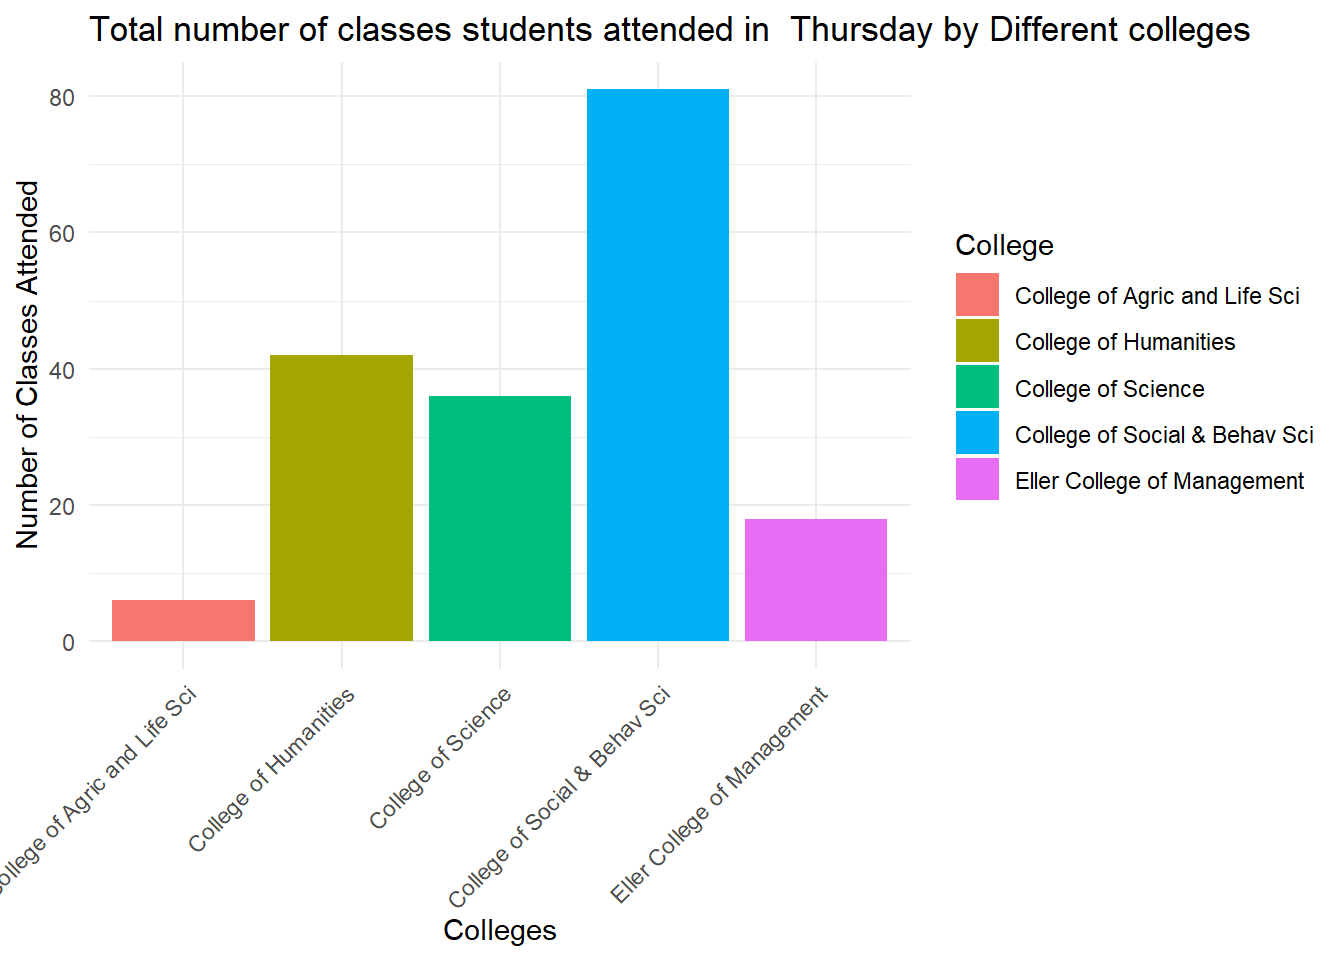 Total number of classes students attended in  Thursday by Different colleges
Number of Classes Attended
80
60
40
20
0
of Agric and Life Sci
College of Humanities
College of Science
College of Social & Behav Sci
Eller College of Management
Colleges
College
College of Agric and Life Sci
College of Humanities
College of Science
College of Social & Behav Sci
Eller College of Management